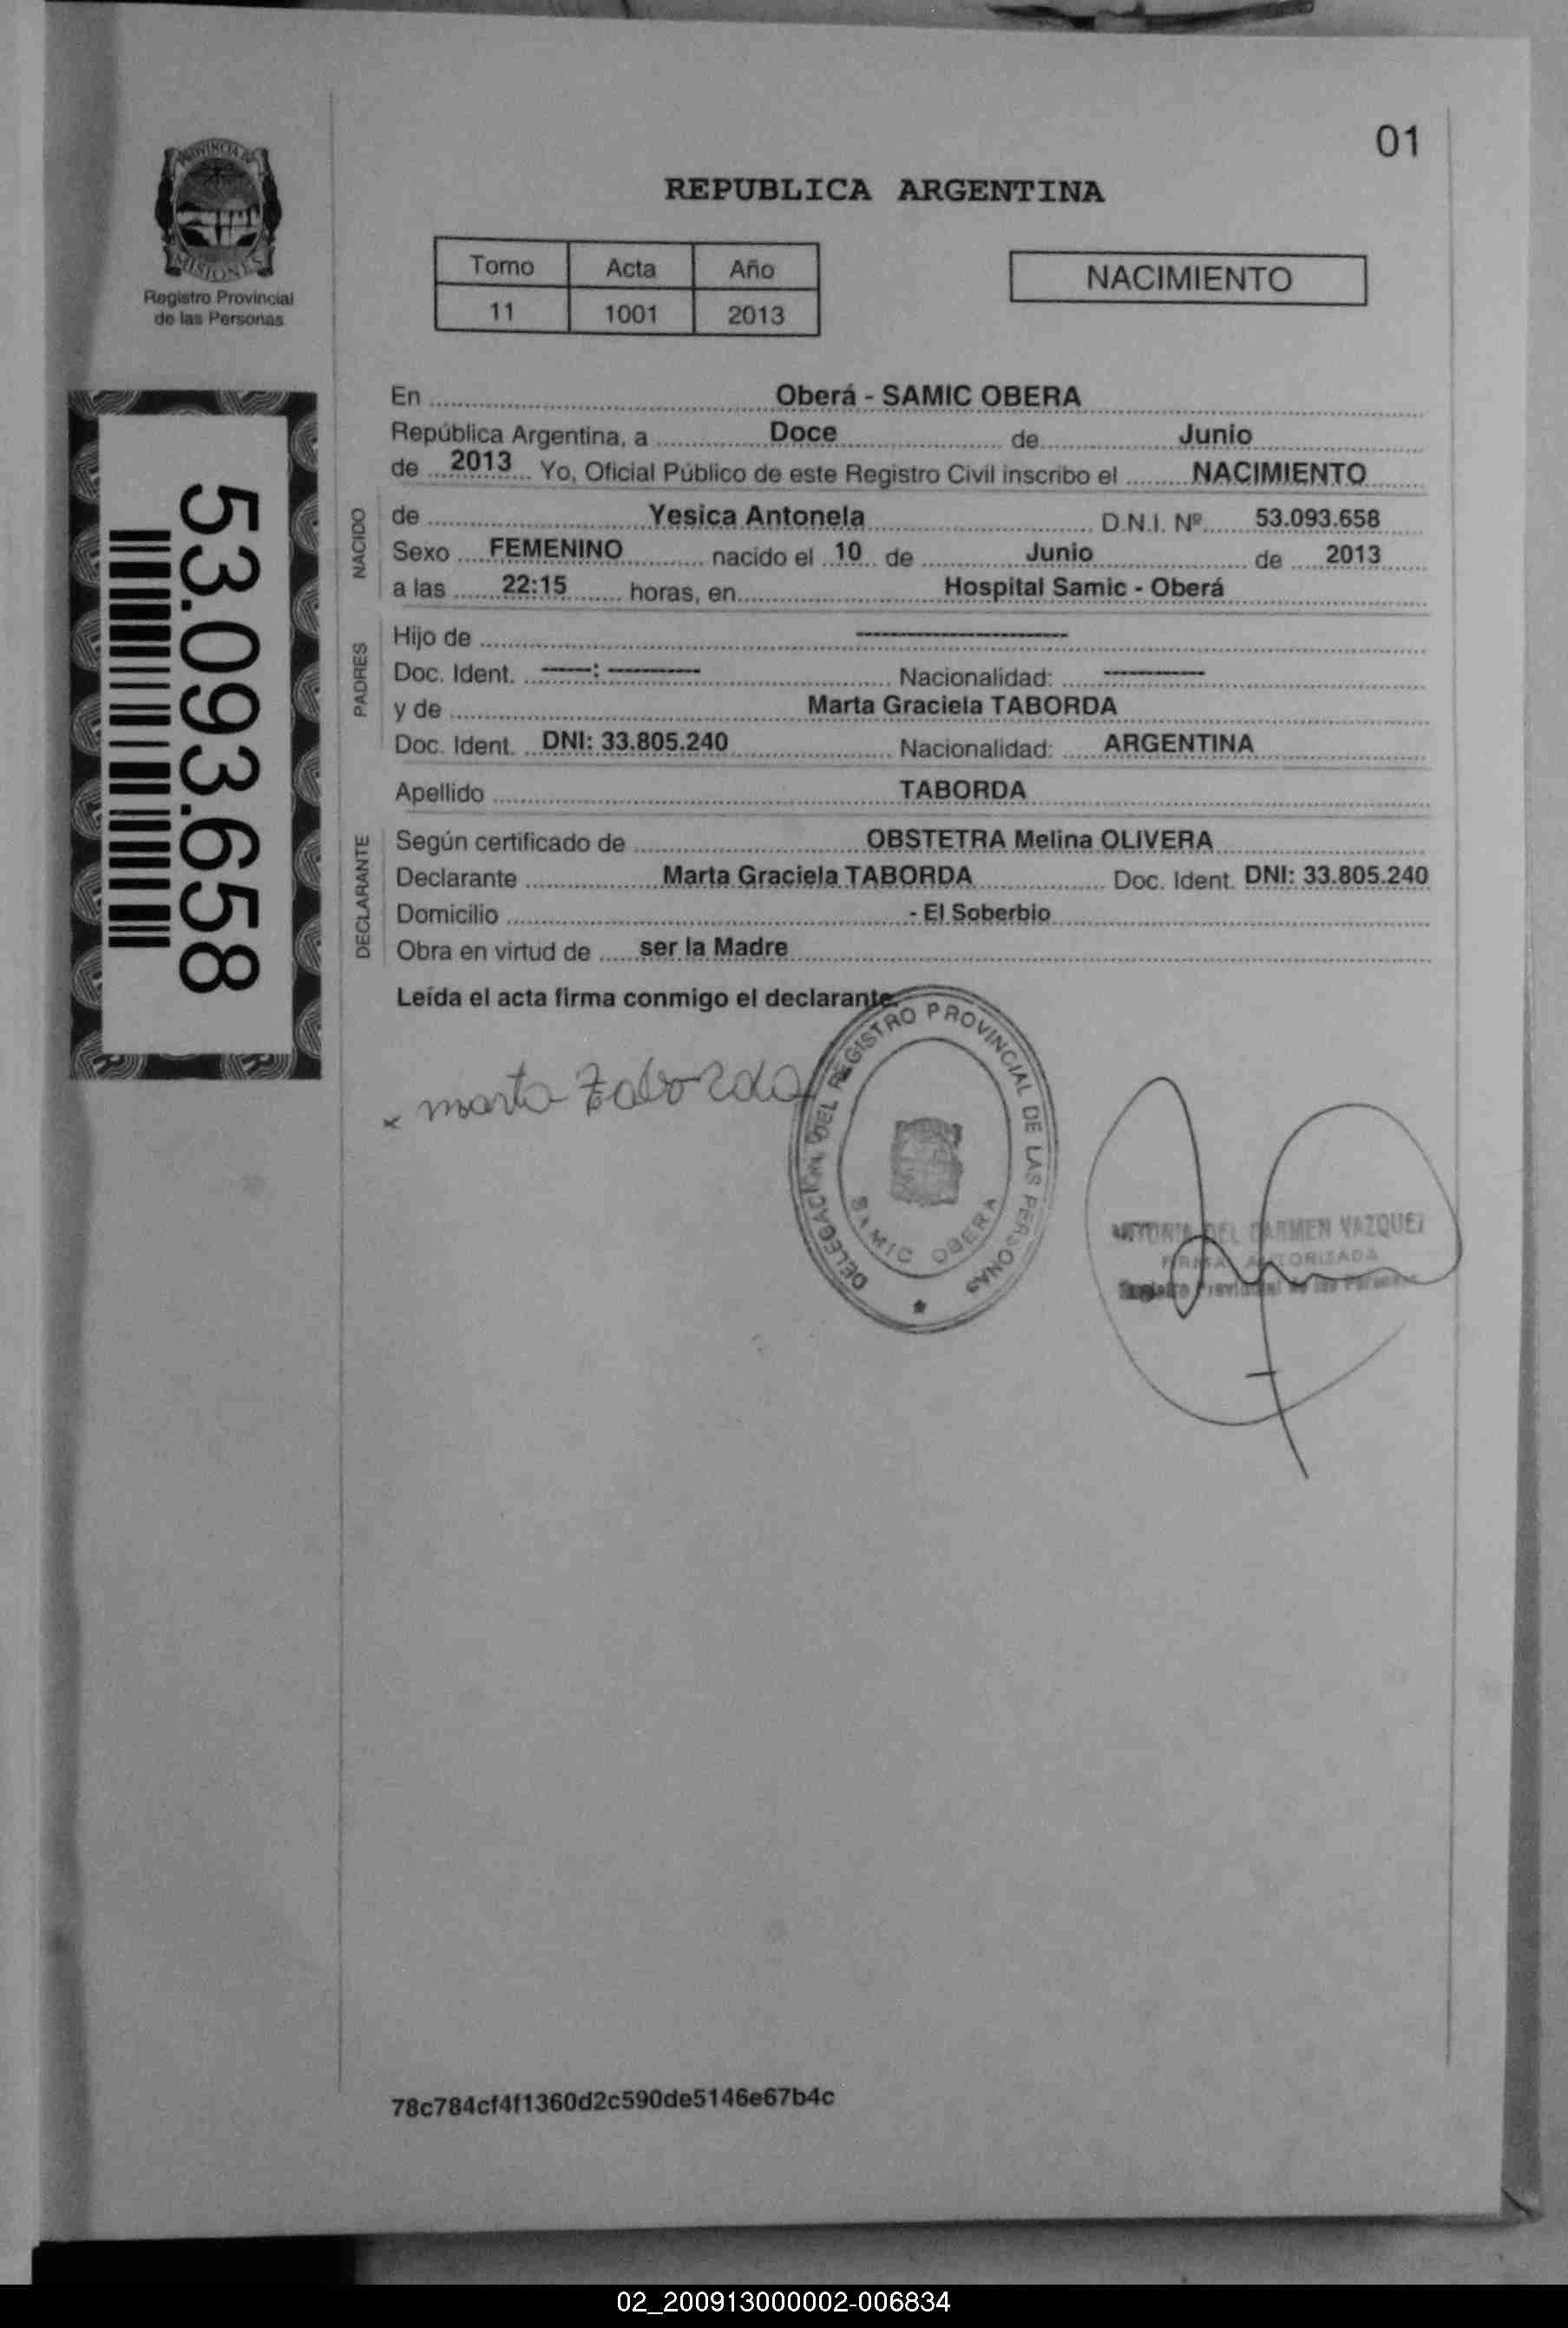 01
PROVINCIA DE
MISIONES
Registro Provincial
de las Personas
REPUBLICA ARGENTINA
Tomo Acta Año
11 1001 2013
NACIMIENTO
53.093.658
En Oberá - SAMIC OBERA
República Argentina, a Doce de Junio
de 2013 Yo, Oficial Público de este Registro Civil inscribo el NACIMIENTO
NACIDO
de Yesica Antonela D.N.I. Nº 53.093.658
Sexo FEMENINO nacido el 10 de Junio de 2013
a las 22:15 horas, en Hospital Samic - Oberá
PADRES
Hijo de --------------------
Doc. Ident. -----: --------- Nacionalidad: ----------
y de Marta Graciela TABORDA
Doc. Ident. DNI: 33.805.240 Nacionalidad: ARGENTINA
Apellido TABORDA
DECLARANTE
Según certificado de OBSTETRA Melina OLIVERA
Declarante Marta Graciela TABORDA Doc. Ident. DNI: 33.805.240
Domicilio - El Soberbio
Obra en virtud de ser la Madre
Leída el acta firma conmigo el declarante.
x marta Taborda
DELEGACION DEL REGISTRO PROVINCIAL DE LAS PERSONAS
SAMIC OBERA
DEL CARMEN VAZQUEZ
FIRMA AUTORIZADA
Registro Provincial de las Personas
78c784cf4f1360d2c590de5146e67b4c
02_200913000002-006834